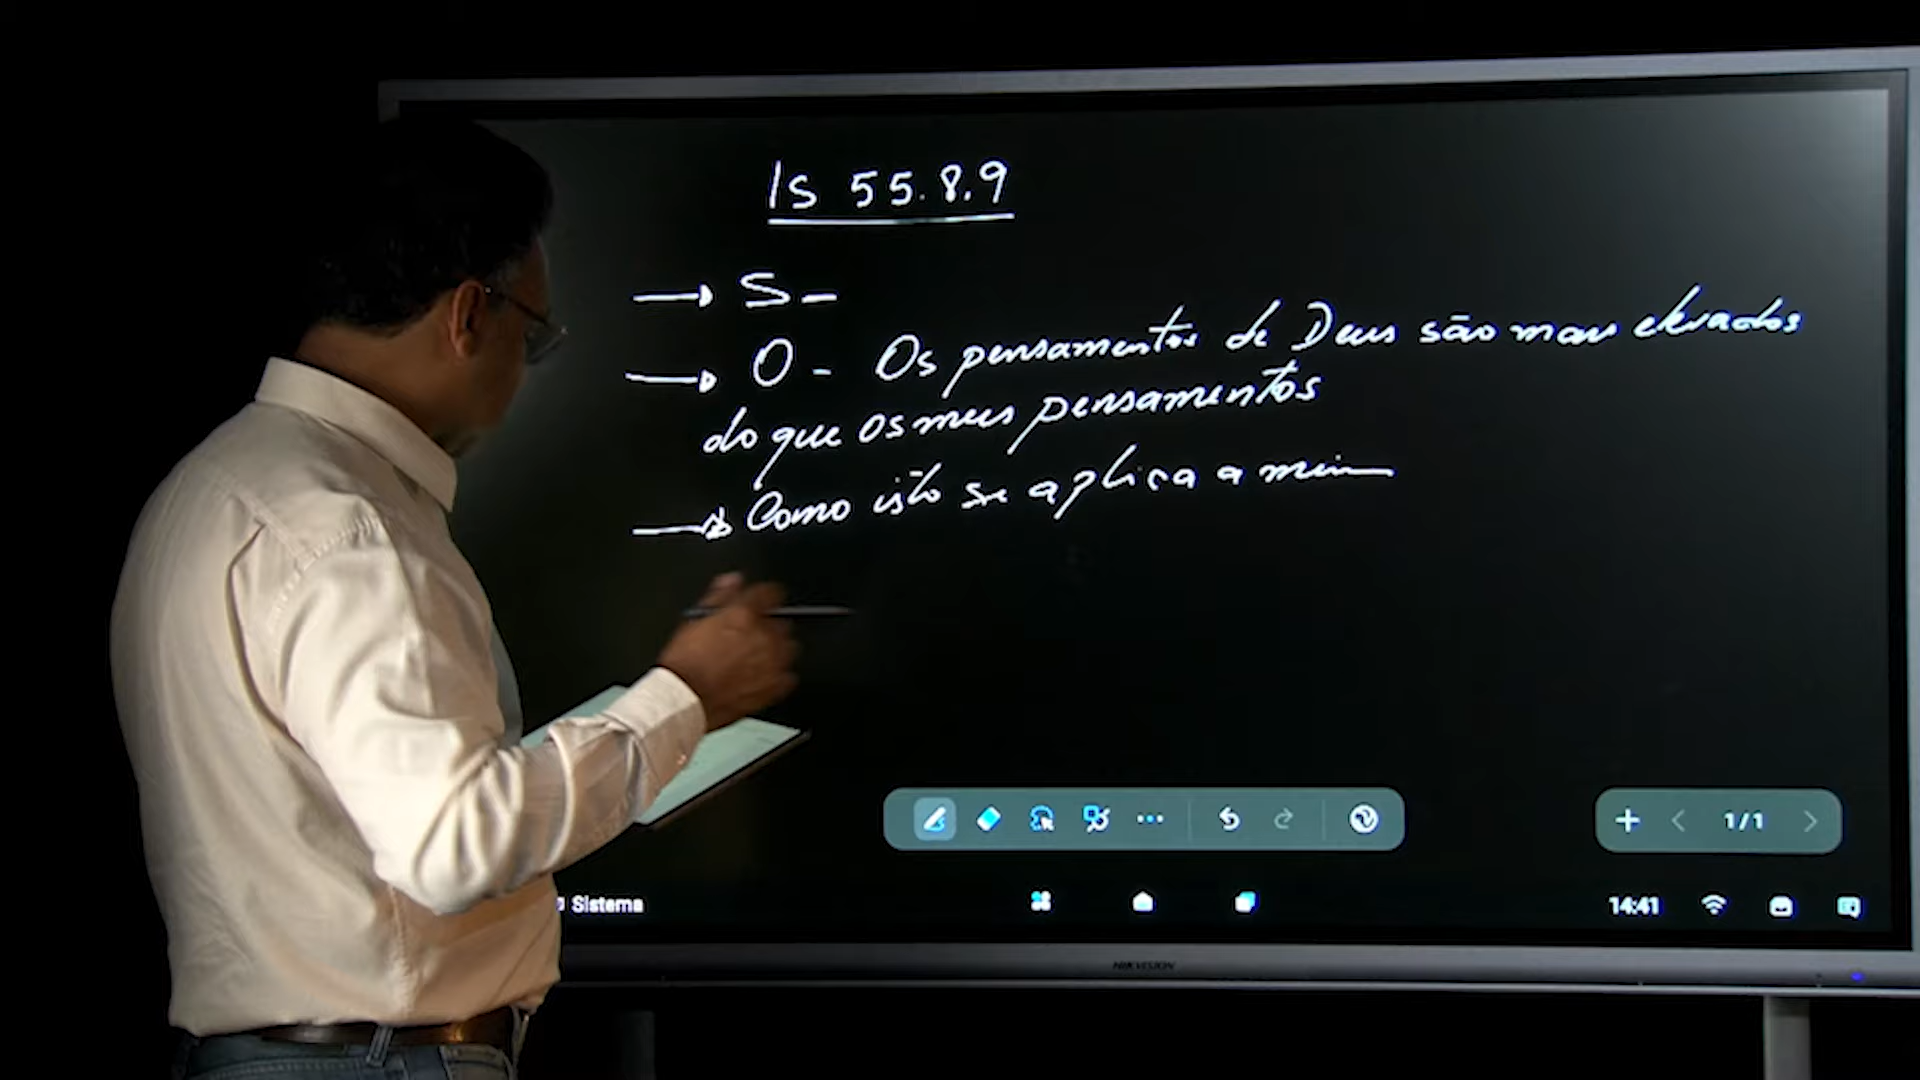 Is 55.8.9
→ S -
→ O - Os pensamentos de Deus são mais elevados
do que os meus pensamentos
→ Como isto se aplica a mim
1/1
Sistema
14:41
HIKVISION